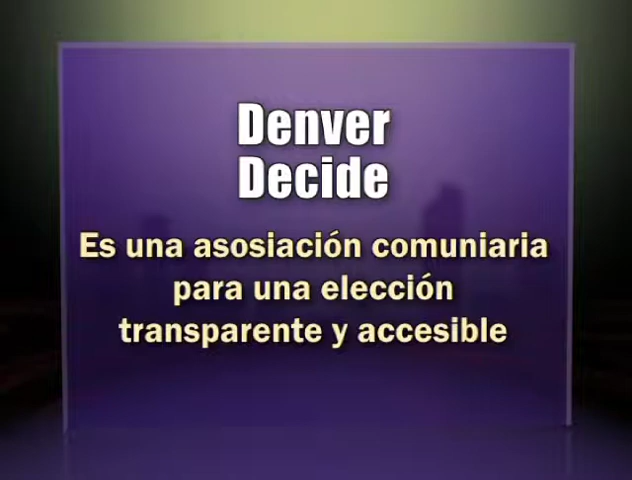 Denver
Decide
Es una asosiación comuniaria
para una elección
transparente y accesible